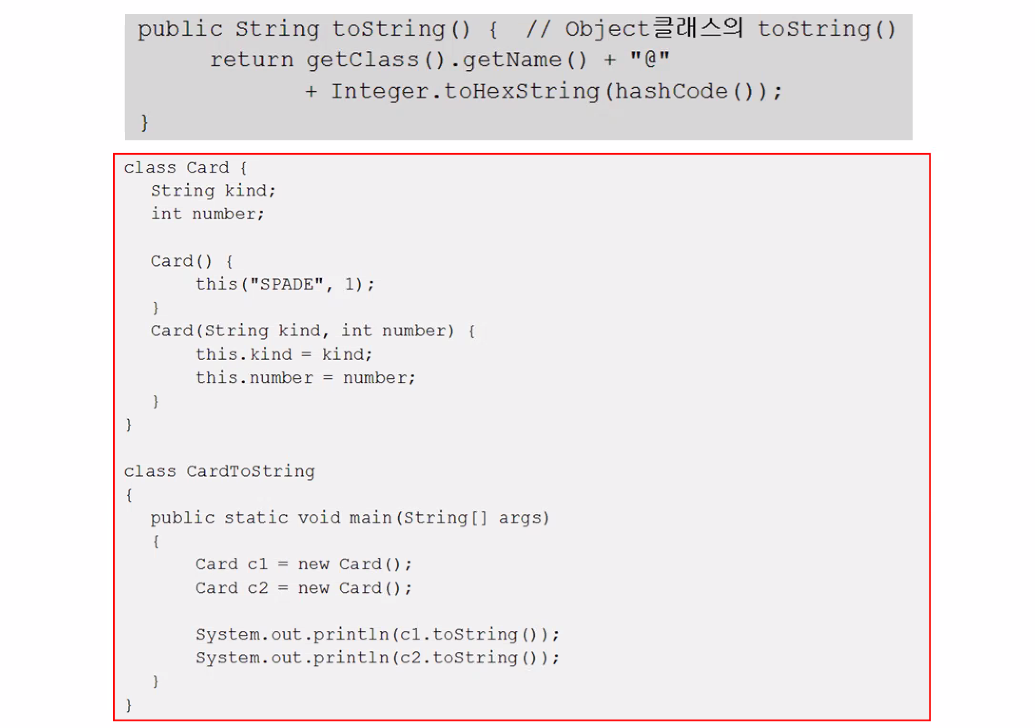 public String toString() {  // Object클래스의 toString()
return getClass().getName() + "@"
+ Integer.toHexString(hashCode());
}
class Card {
String kind;
int number;
Card() {
this("SPADE", 1);
}
Card(String kind, int number) {
this.kind = kind;
this.number = number;
}
}
class CardToString
{
public static void main(String[] args)
{
Card c1 = new Card();
Card c2 = new Card();
System.out.println(c1.toString());
System.out.println(c2.toString());
}
}